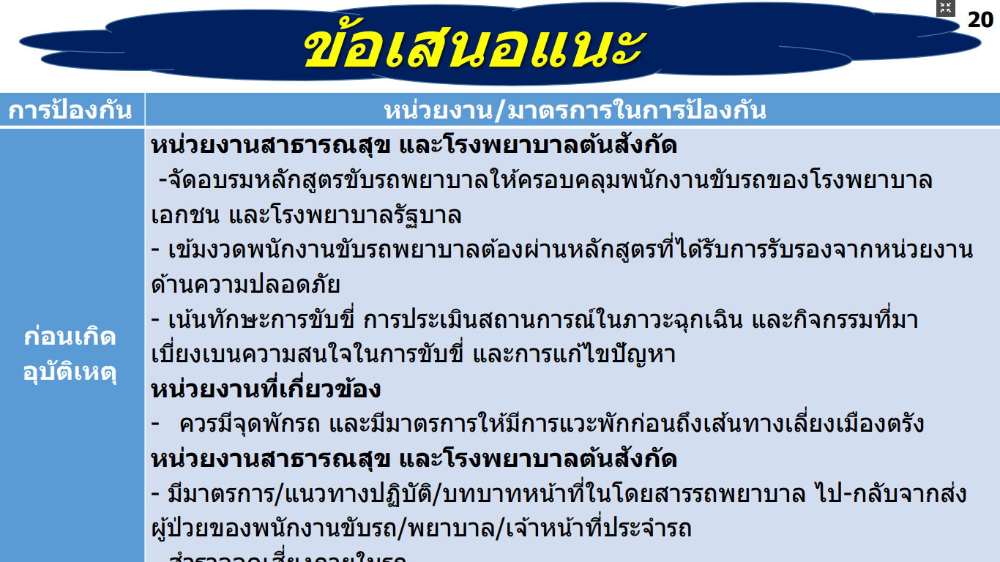 20
ข้อเสนอแนะ
การป้องกัน
หน่วยงาน/มาตรการในการป้องกัน
ก่อนเกิด
อุบัติเหตุ
หน่วยงานสาธารณสุข และโรงพยาบาลต้นสังกัด
-จัดอบรมหลักสูตรขับรถพยาบาลให้ครอบคลุมพนักงานขับรถของโรงพยาบาล
เอกชน และโรงพยาบาลรัฐบาล
- เข้มงวดพนักงานขับรถพยาบาลต้องผ่านหลักสูตรที่ได้รับการรับรองจากหน่วยงาน
ด้านความปลอดภัย
- เน้นทักษะการขับขี่ การประเมินสถานการณ์ในภาวะฉุกเฉิน และกิจกรรมที่มา
เบี่ยงเบนความสนใจในการขับขี่ และการแก้ไขปัญหา
หน่วยงานที่เกี่ยวข้อง
- ควรมีจุดพักรถ และมีมาตรการให้มีการแวะพักก่อนถึงเส้นทางเลี่ยงเมืองตรัง
หน่วยงานสาธารณสุข และโรงพยาบาลต้นสังกัด
- มีมาตรการ/แนวทางปฏิบัติ/บทบาทหน้าที่ในโดยสารรถพยาบาล ไป-กลับจากส่ง
ผู้ป่วยของพนักงานขับรถ/พยาบาล/เจ้าหน้าที่ประจำรถ